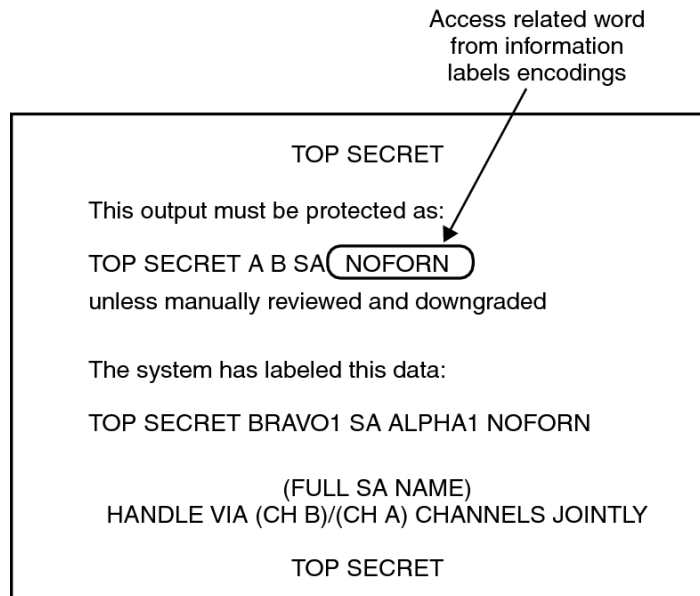 Access related word
from information
labels encodings
TOP SECRET
This output must be protected as:
TOP SECRET A B SA NOFORN
unless manually reviewed and downgraded
The system has labeled this data:
TOP SECRET BRAVO1 SA ALPHA1 NOFORN
(FULL SA NAME)
HANDLE VIA (CH B)/(CH A) CHANNELS JOINTLY
TOP SECRET